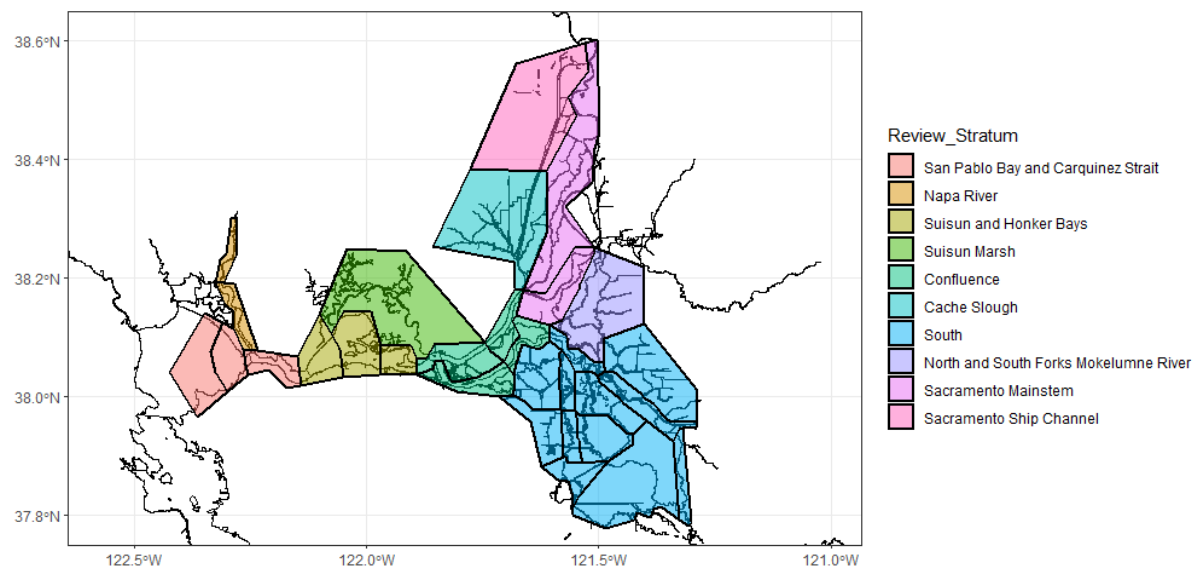 38.6°N
38.4°N
38.2°N
38.0°N
37.8°N
122.5°W
122.0°W
121.5°W
121.0°W
Review_Stratum
San Pablo Bay and Carquinez Strait
Napa River
Suisun and Honker Bays
Suisun Marsh
Confluence
Cache Slough
South
North and South Forks Mokelumne River
Sacramento Mainstem
Sacramento Ship Channel